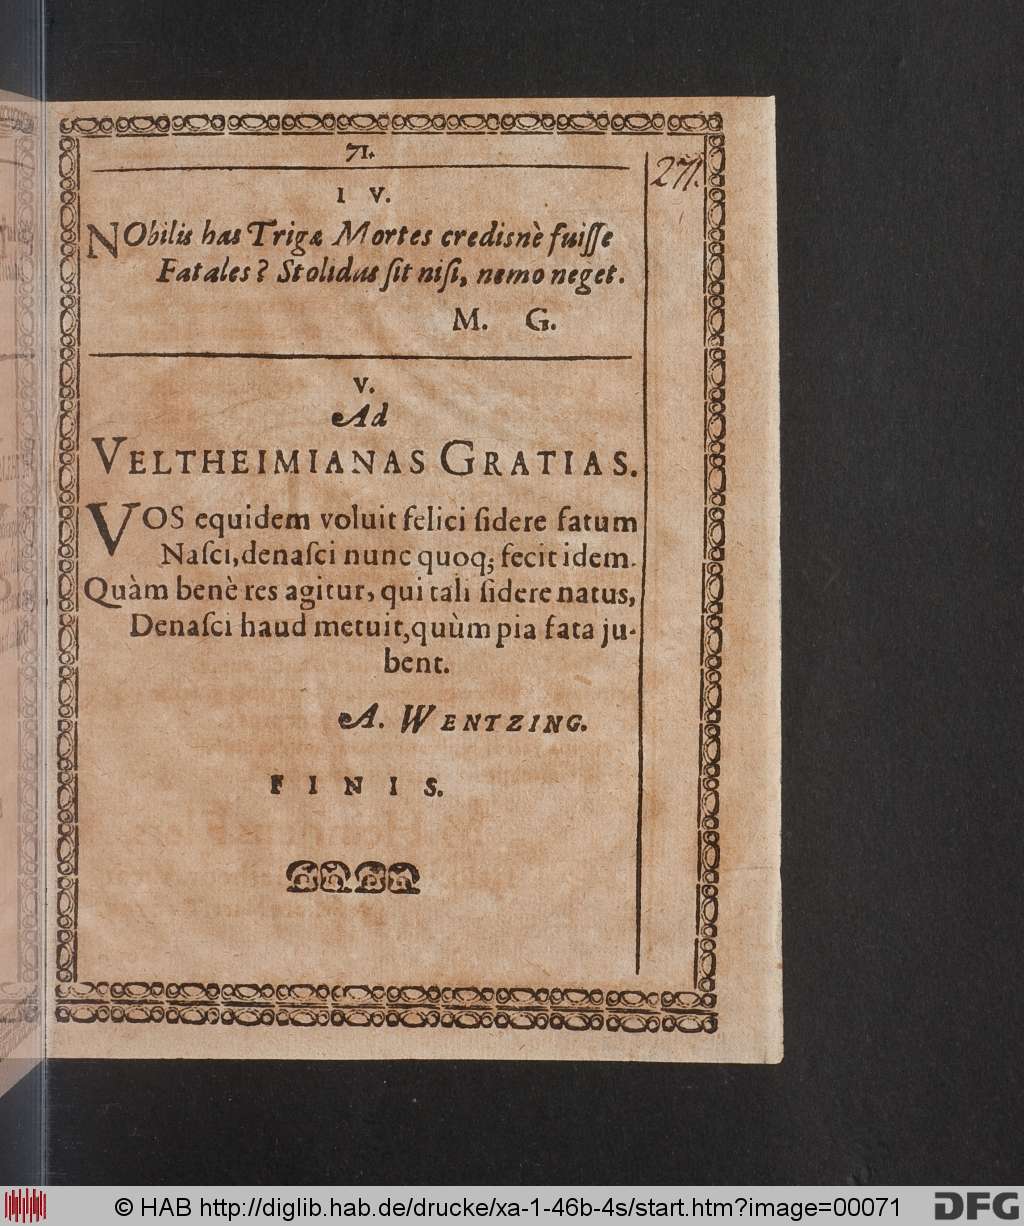 71.
271.
I V.
NObilis has Trigæ Mortes credisnè fuiſſe
Fatales? Stolidus ſit niſi, nemo neget.
M. G.
V.
Ad
VELTHEIMIANAS GRATIAS.
VOS equidem voluit felici ſidere fatum
Naſci, denaſci nunc quoq; fecit idem.
Quàm benè res agitur, qui tali ſidere natus,
Denaſci haud metuit, quùm pia fata ju-
bent.
A. WENTZING.
FINIS.
© HAB http://diglib.hab.de/drucke/xa-1-46b-4s/start.htm?image=00071
DFG